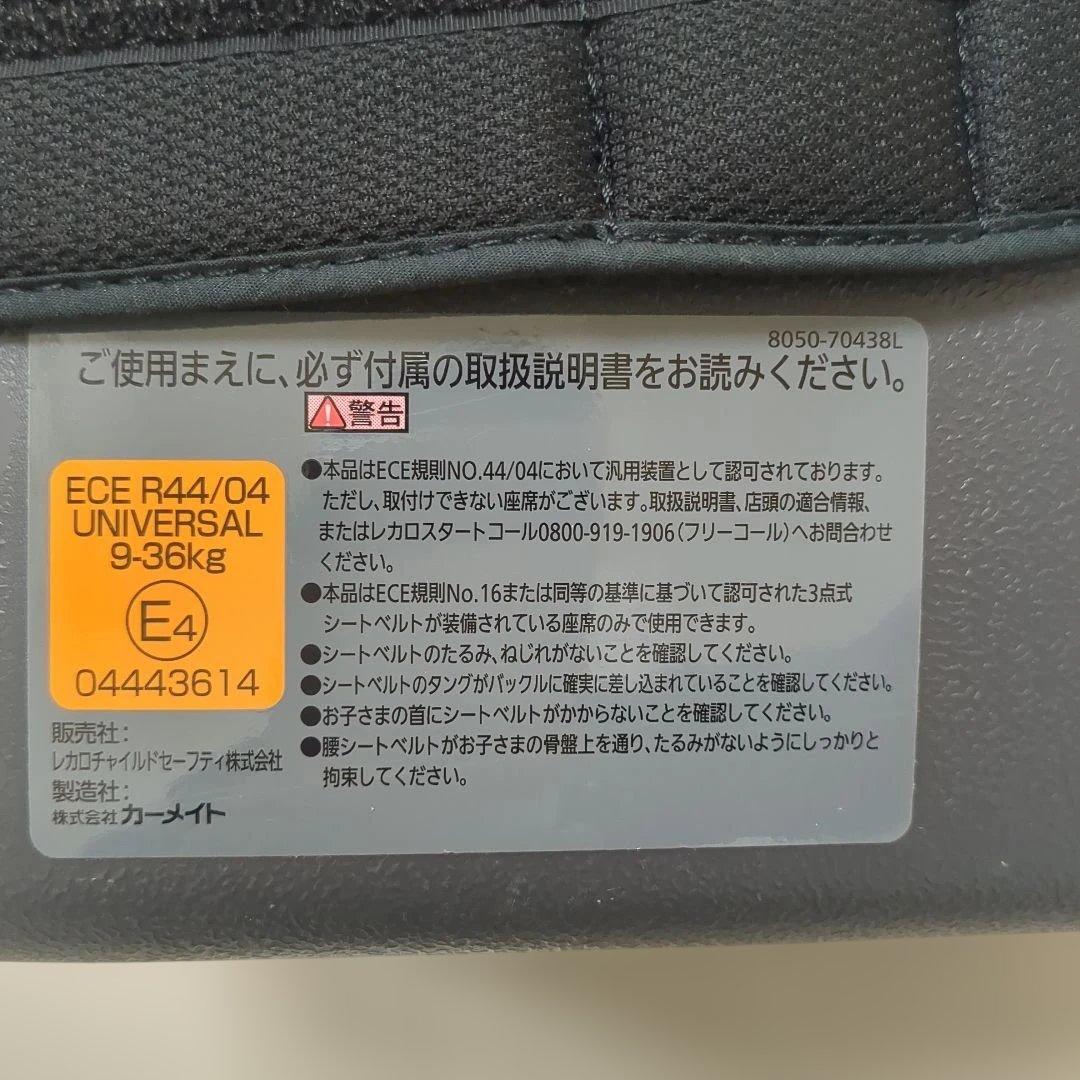 8050-70438L
ご使用まえに、必ず付属の取扱説明書をお読みください。
警告
ECE R44/04
UNIVERSAL
9-36kg
E4
04443614
販売社：
レカロチャイルドセーフティ株式会社
製造社：
株式会社 カーメイト
●本品はECE規則NO.44/04において汎用装置として認可されております。
ただし、取付けできない座席がございます。取扱説明書、店頭の適合情報、
またはレカロスタートコール0800-919-1906（フリーコール）へお問合わせ
ください。
●本品はECE規則No.16または同等の基準に基づいて認可された3点式
シートベルトが装備されている座席のみで使用できます。
●シートベルトのたるみ、ねじれがないことを確認してください。
●シートベルトのタングがバックルに確実に差し込まれていることを確認してください。
●お子さまの首にシートベルトがかからないことを確認してください。
●腰シートベルトがお子さまの骨盤上を通り、たるみがないようにしっかりと
拘束してください。